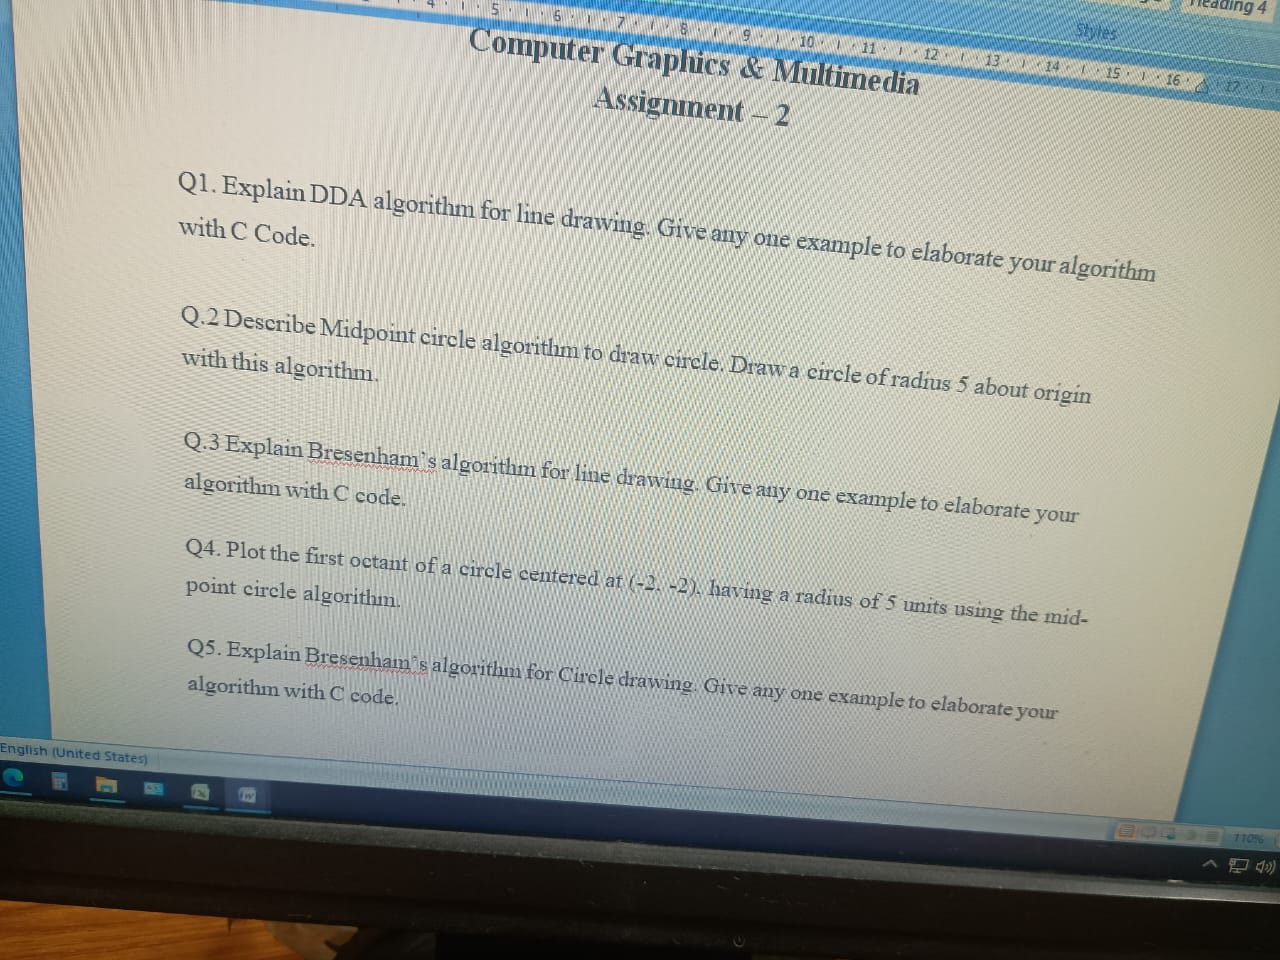 Heading 4
Styles
4 5 6 7 8 9 10 11 12 13 14 15 16 17
Computer Graphics & Multimedia
Assignment – 2
Q1. Explain DDA algorithm for line drawing. Give any one example to elaborate your algorithm
with C Code.
Q.2 Describe Midpoint circle algorithm to draw circle. Draw a circle of radius 5 about origin
with this algorithm.
Q.3 Explain Bresenham's algorithm for line drawing. Give any one example to elaborate your
algorithm with C code.
Q4. Plot the first octant of a circle centered at (-2, -2), having a radius of 5 units using the mid-
point circle algorithm.
Q5. Explain Bresenham's algorithm for Circle drawing. Give any one example to elaborate your
algorithm with C code.
English (United States)
110%